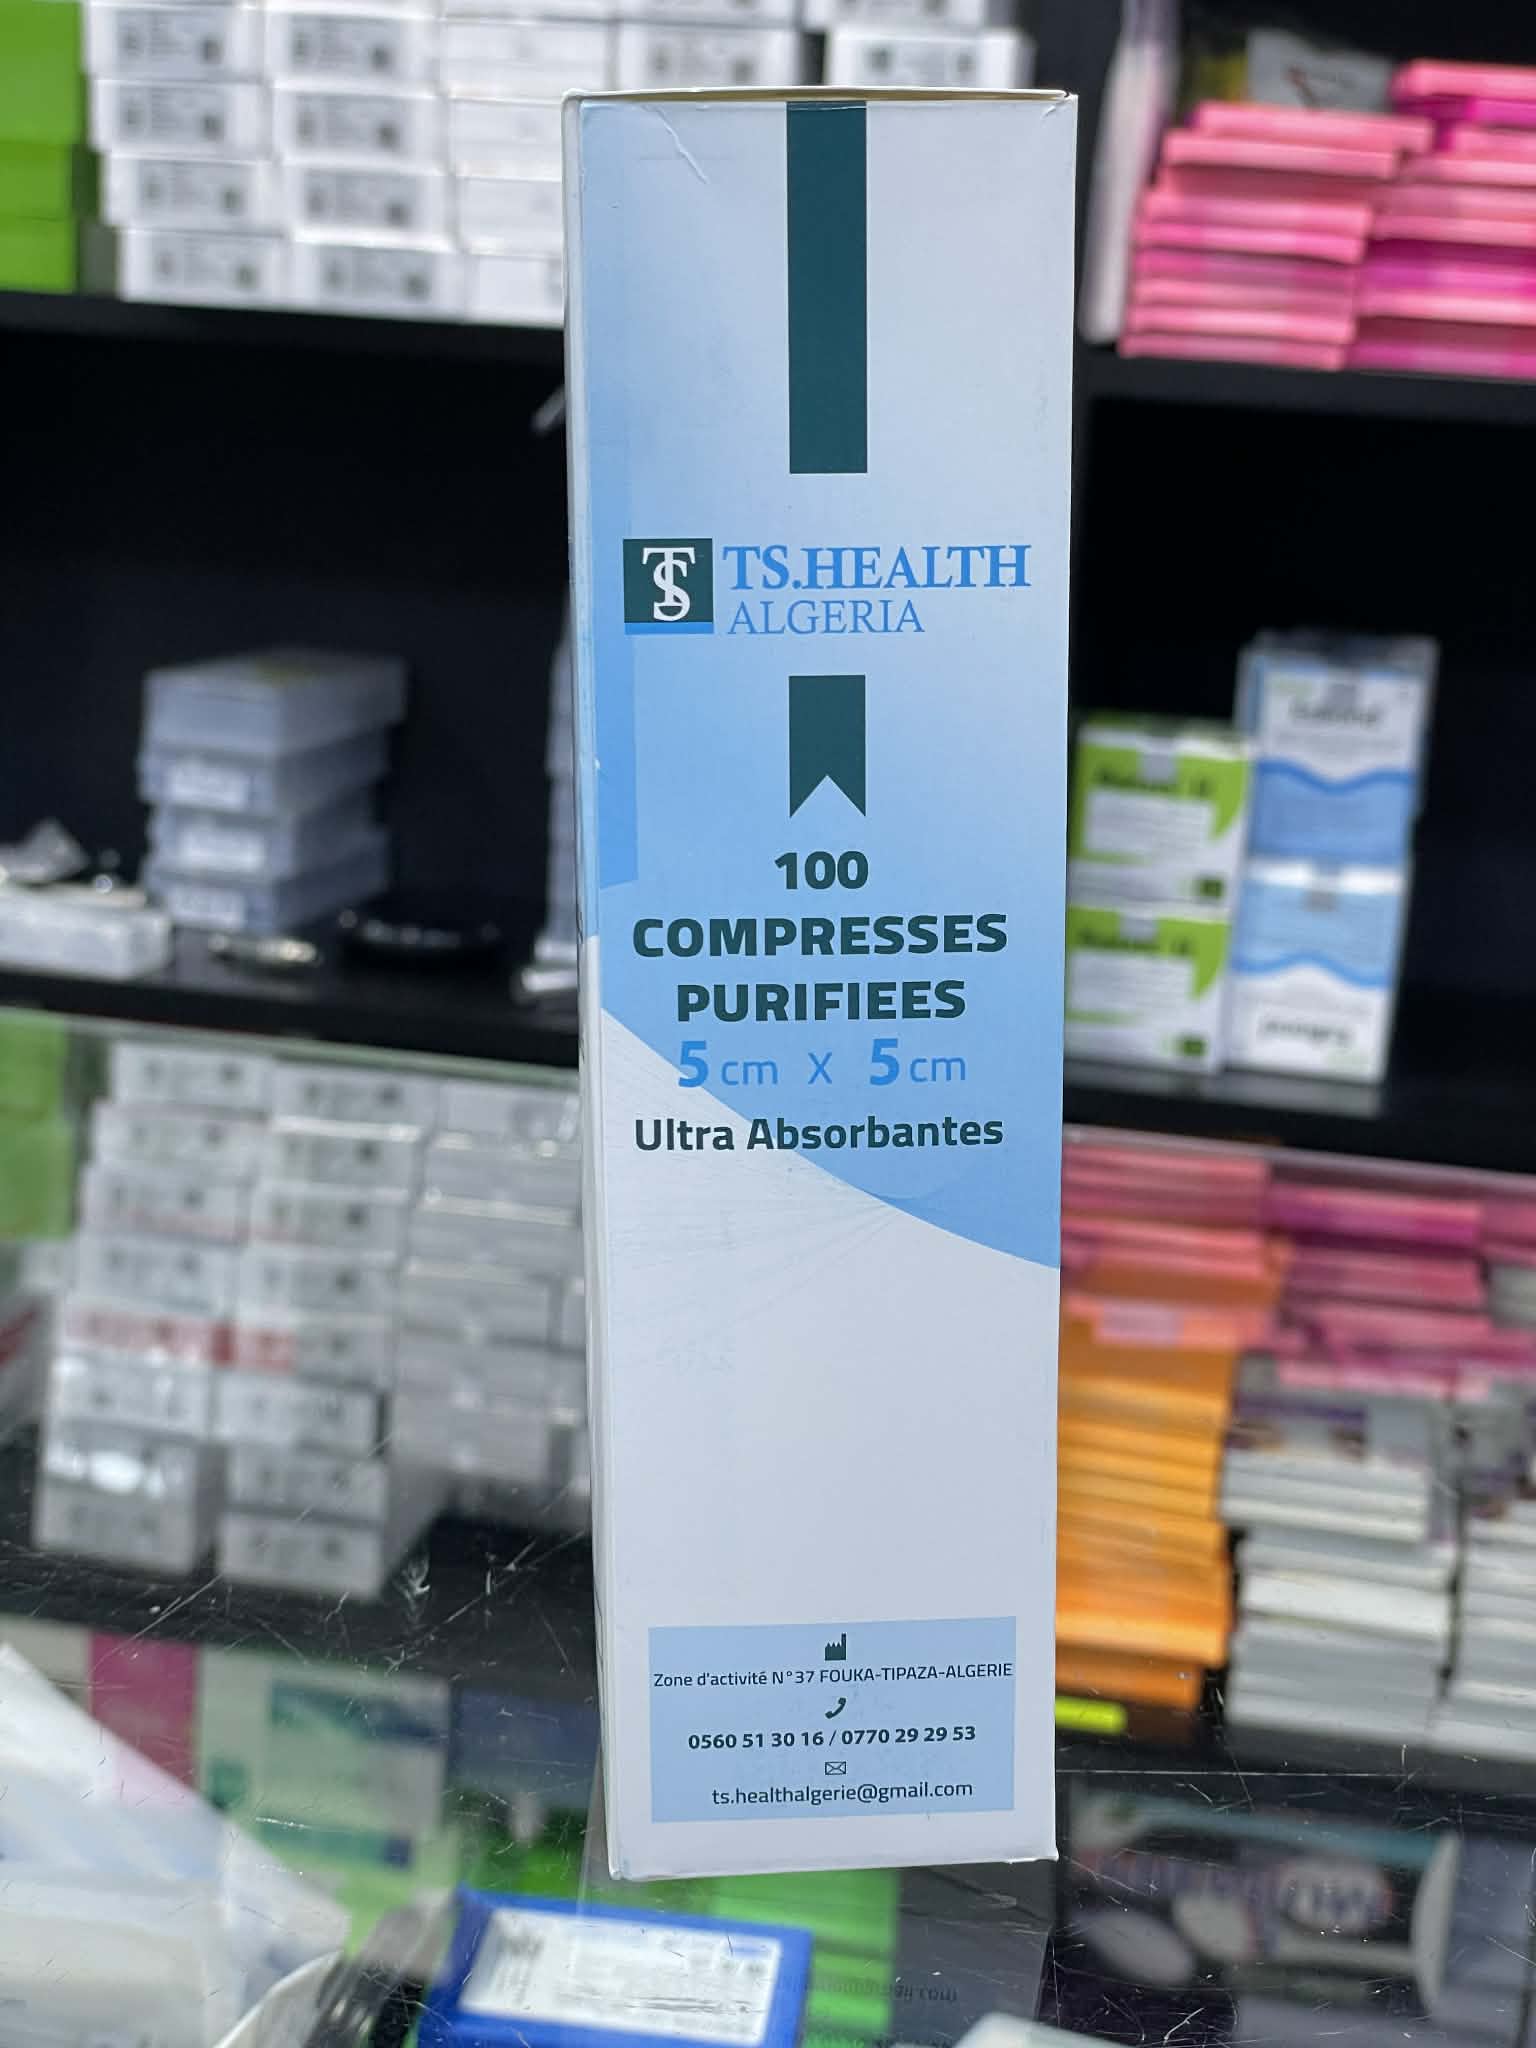 TS TS.HEALTH
ALGERIA
100
COMPRESSES
PURIFIEES
5 cm X 5 cm
Ultra Absorbantes
Zone d'activité N°37 FOUKA-TIPAZA-ALGERIE
0560 51 30 16 / 0770 29 29 53
ts.healthalgerie@gmail.com